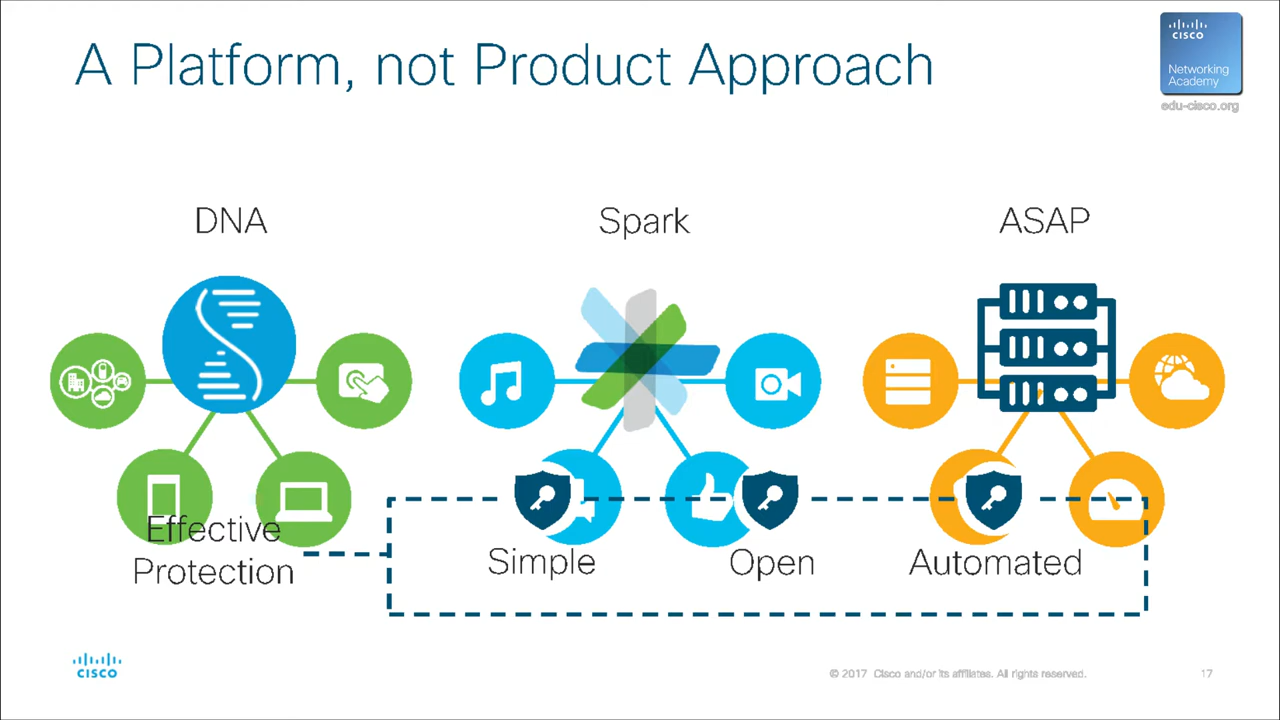 A Platform, not Product Approach
CISCO
Networking
Academy
edu-cisco.org
DNA
Spark
ASAP
Effective
Protection
Simple
Open
Automated
CISCO
© 2017 Cisco and/or its affiliates. All rights reserved.
17